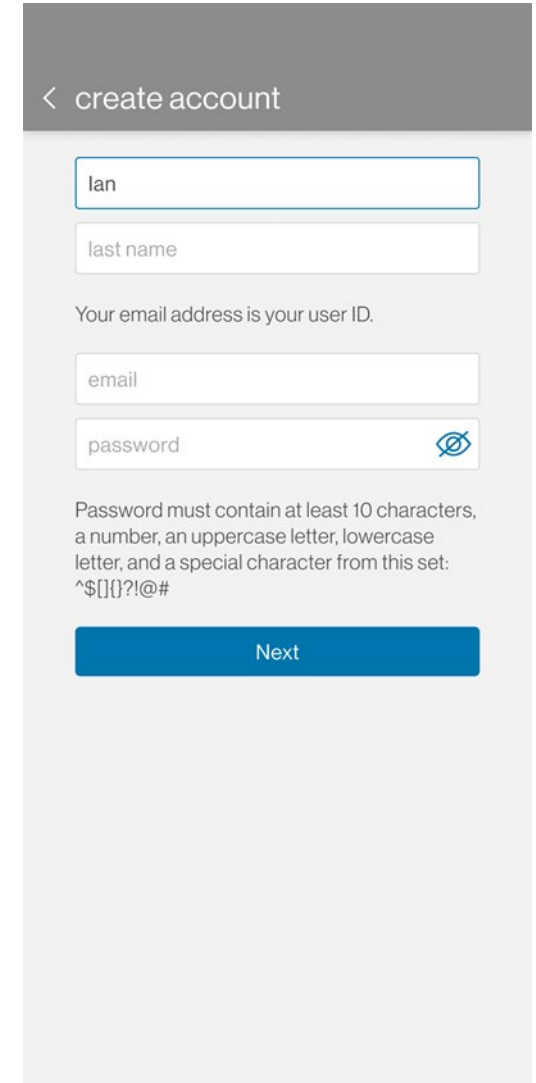 create account
Ian
last name
Your email address is your user ID.
email
password
Password must contain at least 10 characters,
a number, an uppercase letter, lowercase
letter, and a special character from this set:
^$[]{}?!@#
Next